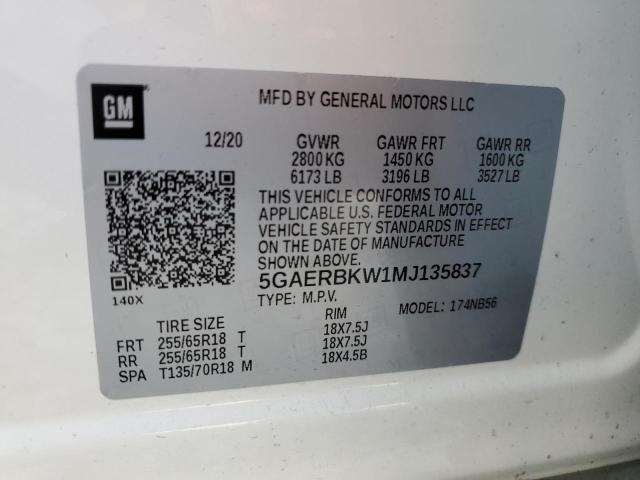 GM
MFD BY GENERAL MOTORS LLC
12/20 GVWR GAWR FRT GAWR RR
2800 KG 1450 KG 1600 KG
6173 LB 3196 LB 3527 LB
THIS VEHICLE CONFORMS TO ALL
APPLICABLE U.S. FEDERAL MOTOR
VEHICLE SAFETY STANDARDS IN EFFECT
ON THE DATE OF MANUFACTURE
SHOWN ABOVE.
5GAERBKW1MJ135837
140X
TYPE: M.P.V. MODEL: 174NB56
TIRE SIZE RIM
FRT 255/65R18 T 18X7.5J
RR 255/65R18 T 18X7.5J
SPA T135/70R18 M 18X4.5B